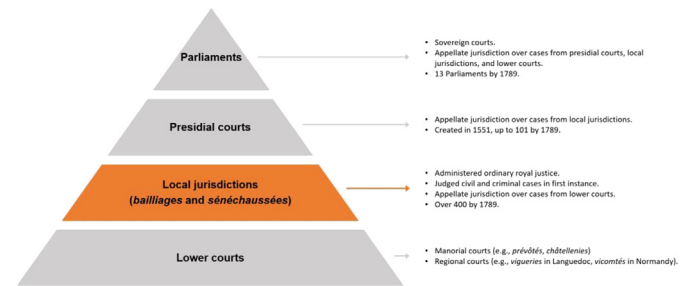 Parliaments
• Sovereign courts.
• Appellate jurisdiction over cases from presidial courts, local
jurisdictions, and lower courts.
• 13 Parliaments by 1789.
Presidial courts
• Appellate jurisdiction over cases from local jurisdictions.
• Created in 1551, up to 101 by 1789.
Local jurisdictions
(bailliages and sénéchaussées)
• Administered ordinary royal justice.
• Judged civil and criminal cases in first instance.
• Appellate jurisdiction over cases from lower courts.
• Over 400 by 1789.
Lower courts
• Manorial courts (e.g., prévôtés, châtellenies)
• Regional courts (e.g., vigueries in Languedoc, vicomtés in Normandy).